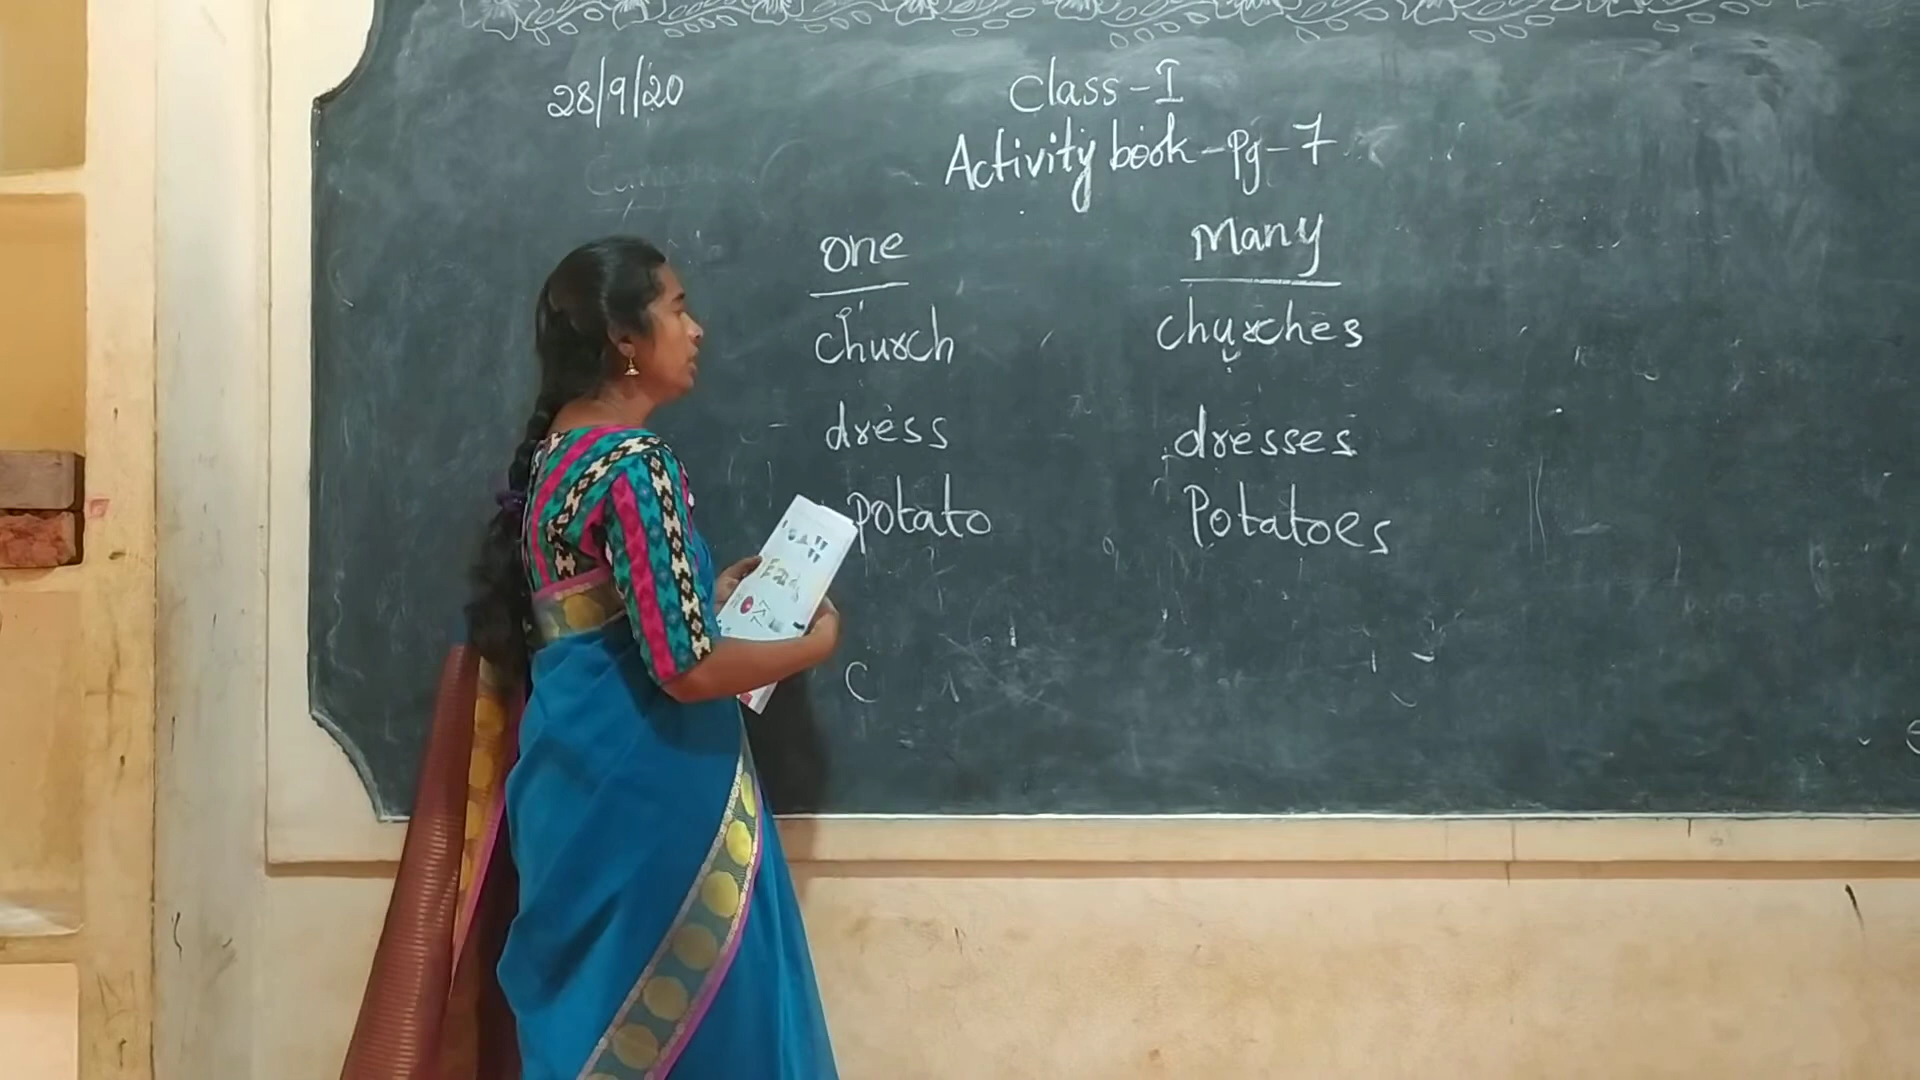 28/9/20
Class - I
Activity book - Pg - 7
one Many
church churches
dress dresses
potato Potatoes
C